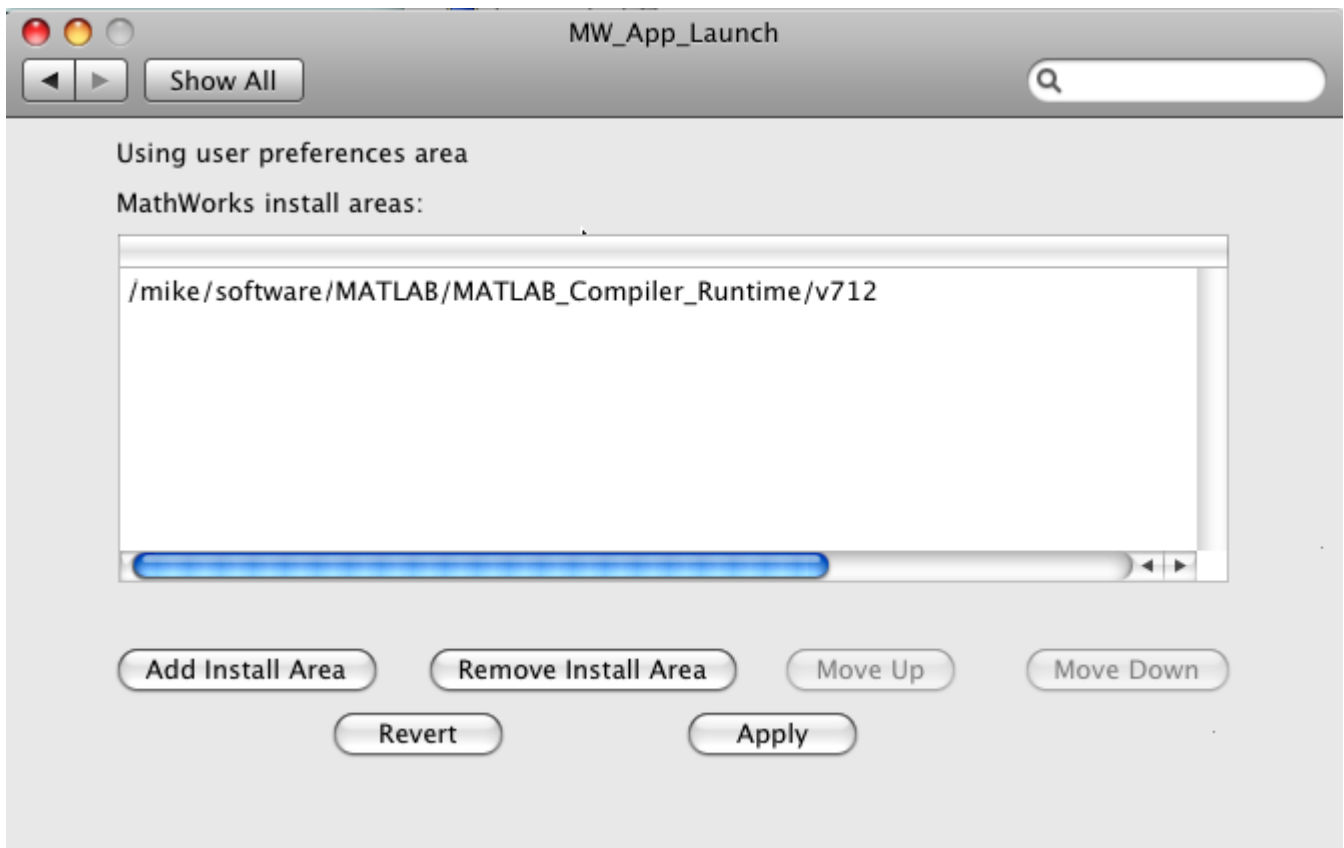 MW_App_Launch
Show All
Using user preferences area
MathWorks install areas:
/mike/software/MATLAB/MATLAB_Compiler_Runtime/v712
Add Install Area
Remove Install Area
Move Up
Move Down
Revert
Apply